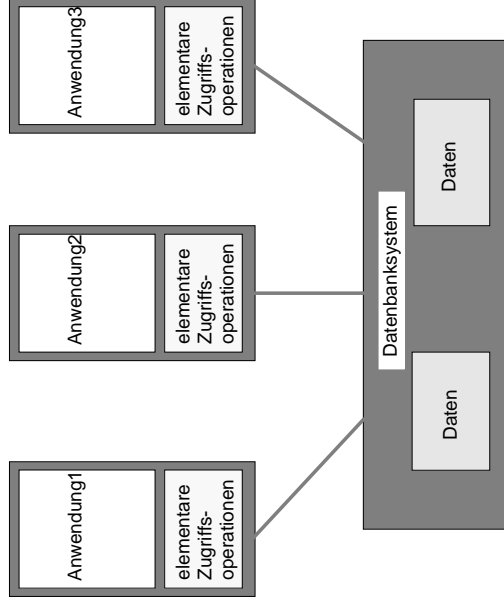 Anwendung1
elementare
Zugriffs-
operationen
Anwendung2
elementare
Zugriffs-
operationen
Anwendung3
elementare
Zugriffs-
operationen
Datenbanksystem
Daten
Daten